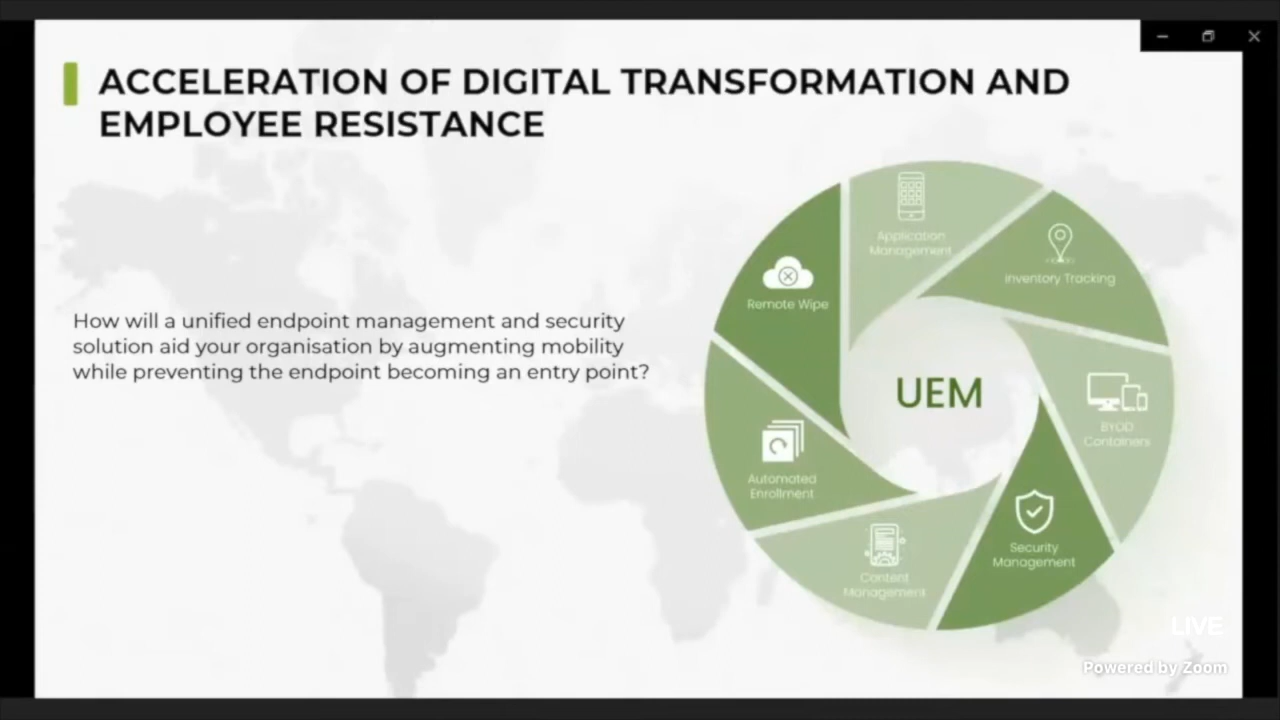 ACCELERATION OF DIGITAL TRANSFORMATION AND
EMPLOYEE RESISTANCE
How will a unified endpoint management and security
solution aid your organisation by augmenting mobility
while preventing the endpoint becoming an entry point?
Application
Management
Inventory Tracking
Remote Wipe
BYOD
Containers
UEM
Automated
Enrollment
Security
Management
Content
Management
LIVE
Powered by Zoom